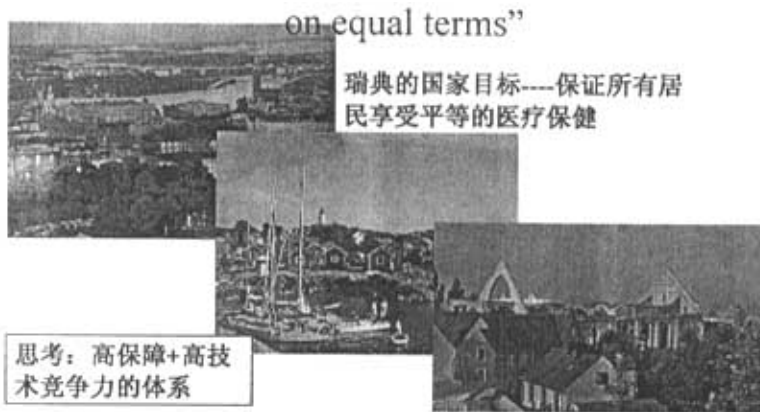 on equal terms”
瑞典的国家目标----保证所有居
民享受平等的医疗保健
思考：高保障+高技
术竞争力的体系